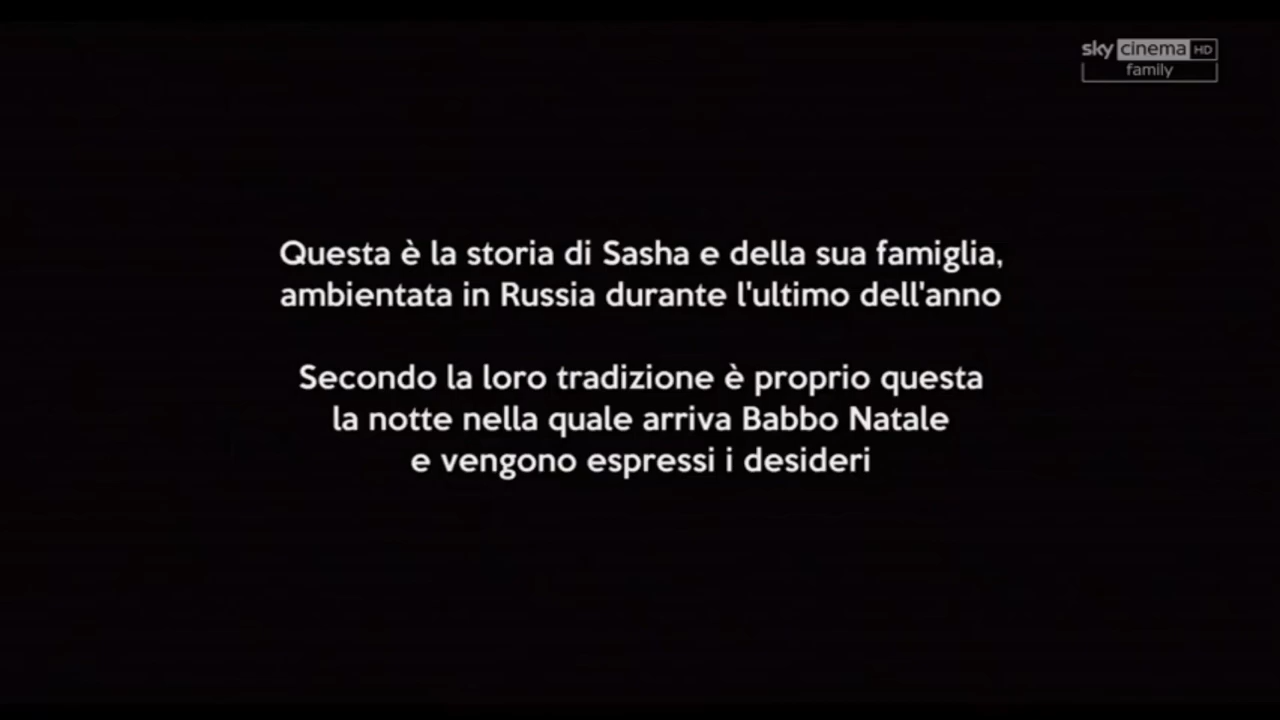 sky cinema HD
family
Questa è la storia di Sasha e della sua famiglia,
ambientata in Russia durante l'ultimo dell'anno
Secondo la loro tradizione è proprio questa
la notte nella quale arriva Babbo Natale
e vengono espressi i desideri